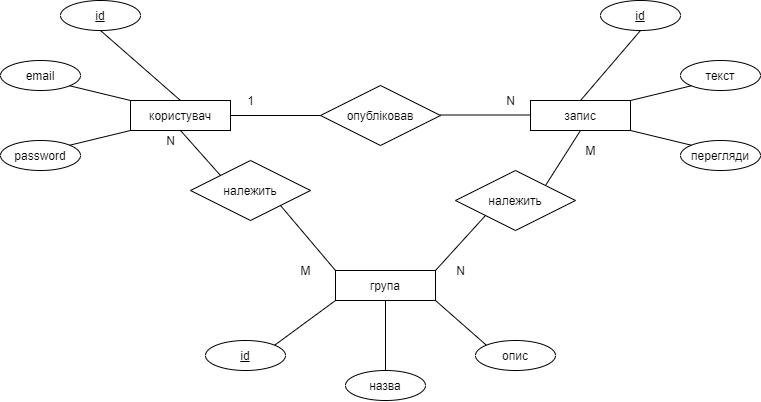 id
id
email
текст
1
N
користувач
опубліковав
запис
N
M
password
перегляди
належить
належить
M
N
група
id
опис
назва